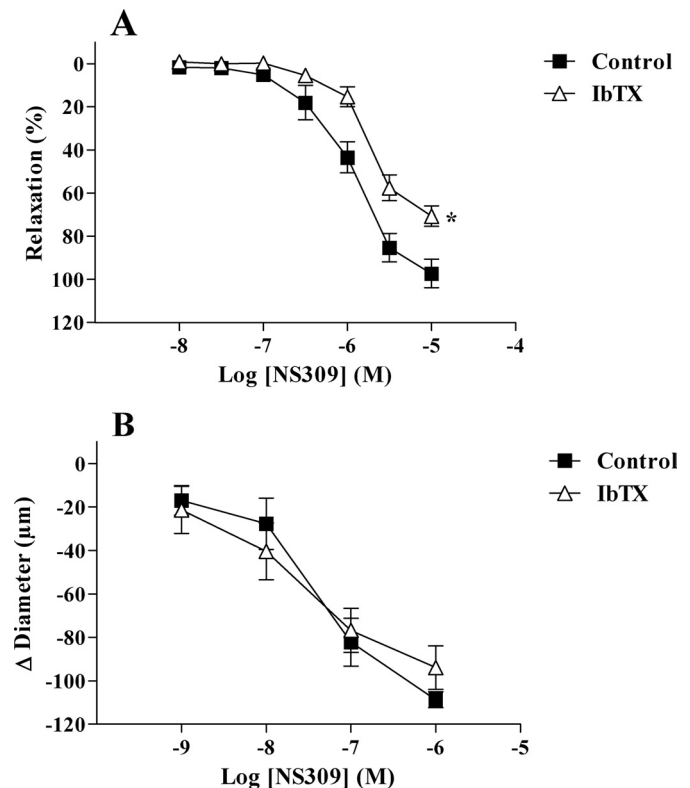 A
Control
IbTX
0
20
40
60
80
100
120
Relaxation (%)
*
-8 -7 -6 -5 -4
Log [NS309] (M)
B
Control
IbTX
0
-20
-40
-60
-80
-100
-120
Δ Diameter (μm)
-9 -8 -7 -6 -5
Log [NS309] (M)